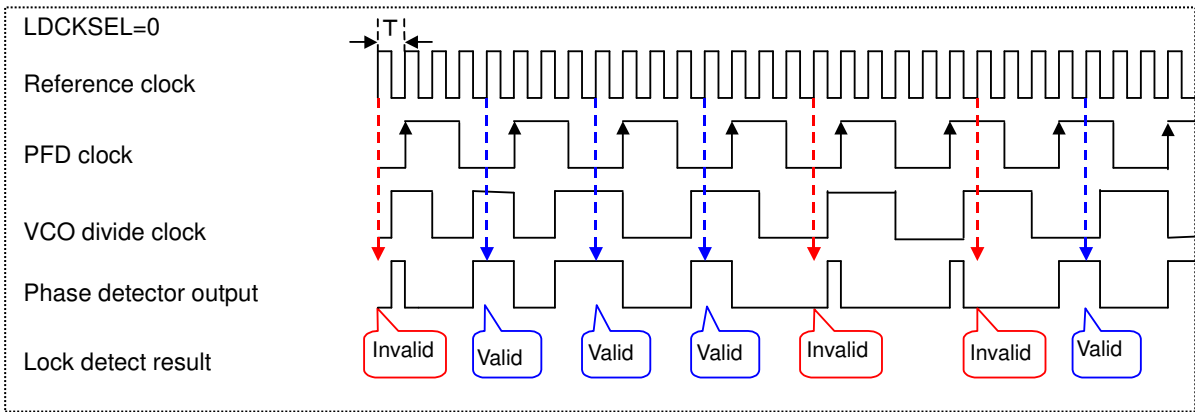 LDCKSEL=0
T
Reference clock
PFD clock
VCO divide clock
Phase detector output
Lock detect result
Invalid
Valid
Valid
Valid
Invalid
Invalid
Valid